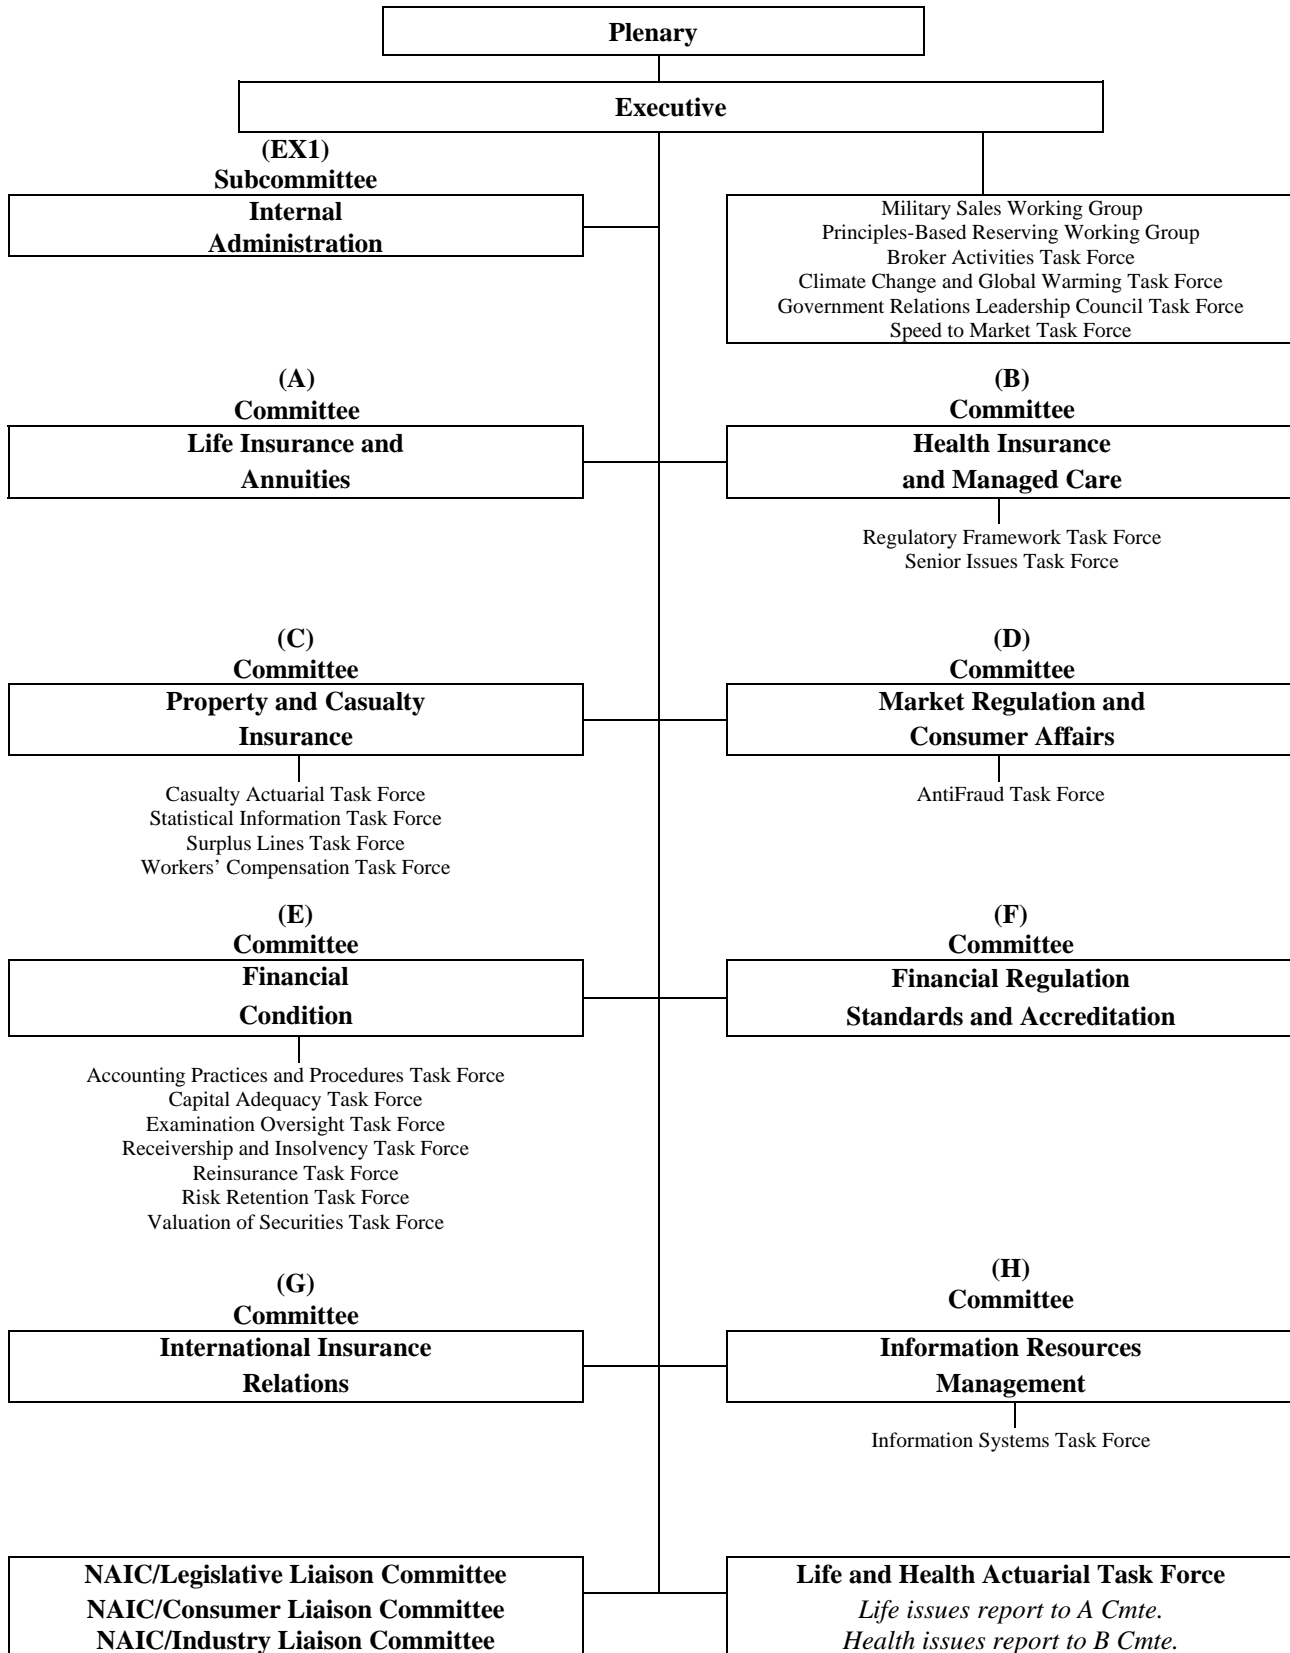 Plenary
Executive
(EX1)
Subcommittee
Internal
Administration
Military Sales Working Group
Principles-Based Reserving Working Group
Broker Activities Task Force
Climate Change and Global Warming Task Force
Government Relations Leadership Council Task Force
Speed to Market Task Force
(A)
Committee
Life Insurance and
Annuities
(B)
Committee
Health Insurance
and Managed Care
Regulatory Framework Task Force
Senior Issues Task Force
(C)
Committee
Property and Casualty
Insurance
Casualty Actuarial Task Force
Statistical Information Task Force
Surplus Lines Task Force
Workers’ Compensation Task Force
(D)
Committee
Market Regulation and
Consumer Affairs
AntiFraud Task Force
(E)
Committee
Financial
Condition
Accounting Practices and Procedures Task Force
Capital Adequacy Task Force
Examination Oversight Task Force
Receivership and Insolvency Task Force
Reinsurance Task Force
Risk Retention Task Force
Valuation of Securities Task Force
(F)
Committee
Financial Regulation
Standards and Accreditation
(G)
Committee
International Insurance
Relations
(H)
Committee
Information Resources
Management
Information Systems Task Force
NAIC/Legislative Liaison Committee
NAIC/Consumer Liaison Committee
NAIC/Industry Liaison Committee
Life and Health Actuarial Task Force
Life issues report to A Cmte.
Health issues report to B Cmte.